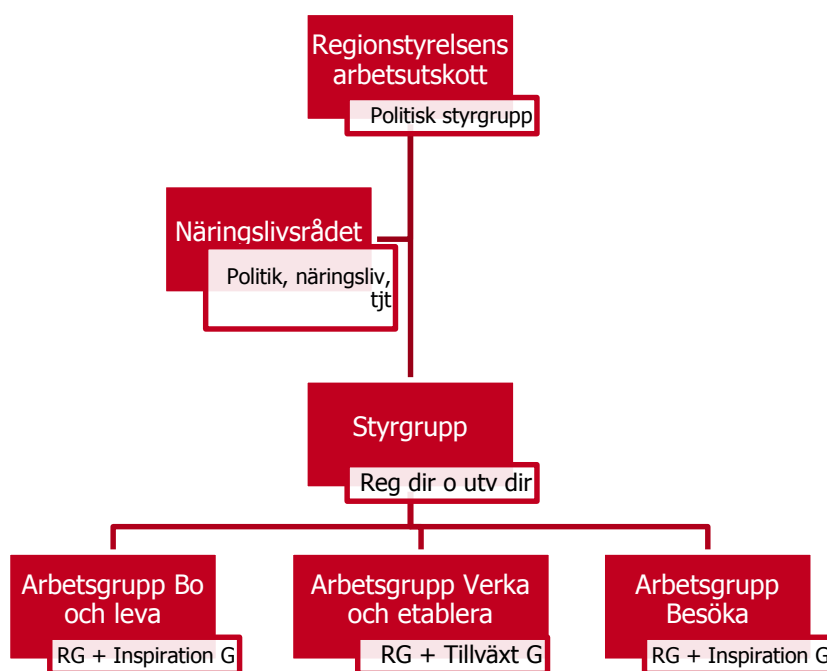 Regionstyrelsens
arbetsutskott
Politisk styrgrupp
Näringslivsrådet
Politik, näringsliv,
tjt
Styrgrupp
Reg dir o utv dir
Arbetsgrupp Bo
och leva
RG + Inspiration G
Arbetsgrupp Verka
och etablera
RG + Tillväxt G
Arbetsgrupp
Besöka
RG + Inspiration G